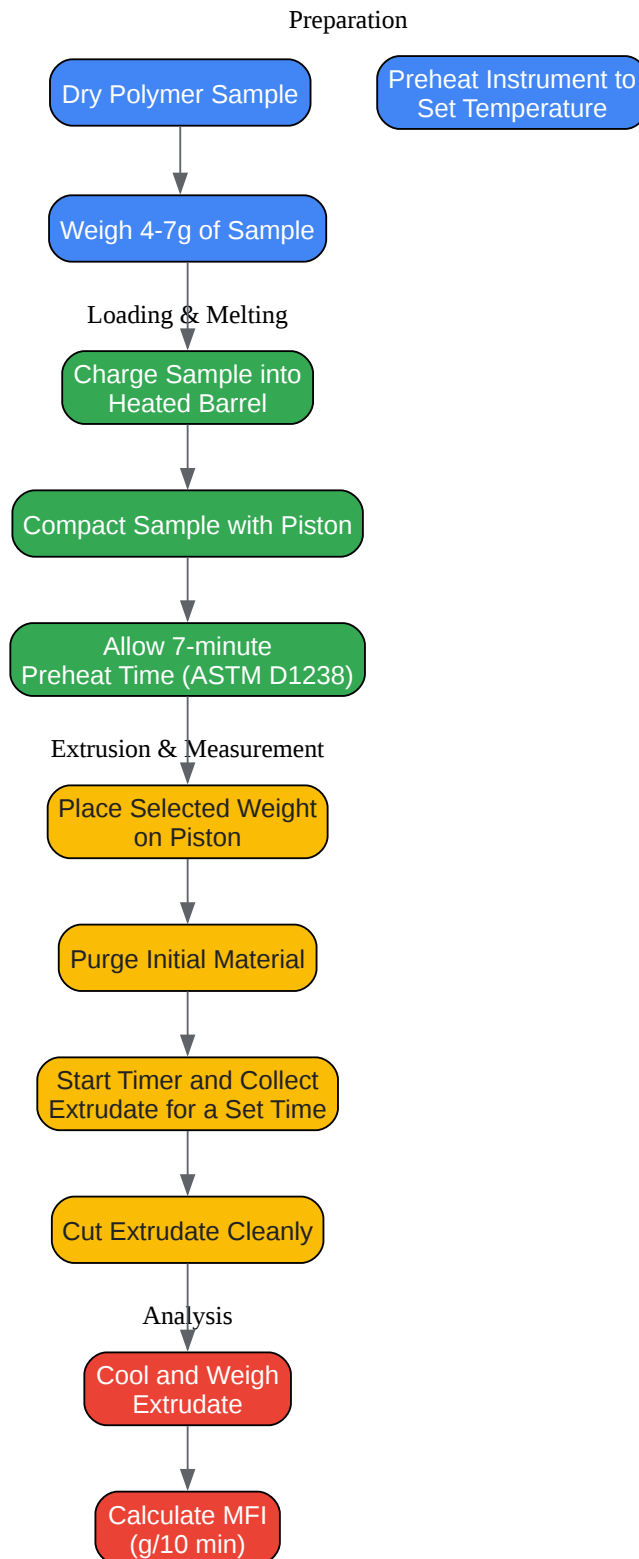 Preparation
Dry Polymer Sample
Preheat Instrument to
Set Temperature
Weigh 4-7g of Sample
Loading & Melting
Charge Sample into
Heated Barrel
Compact Sample with Piston
Allow 7-minute
Preheat Time (ASTM D1238)
Extrusion & Measurement
Place Selected Weight
on Piston
Purge Initial Material
Start Timer and Collect
Extrudate for a Set Time
Cut Extrudate Cleanly
Analysis
Cool and Weigh
Extrudate
Calculate MFI
(g/10 min)